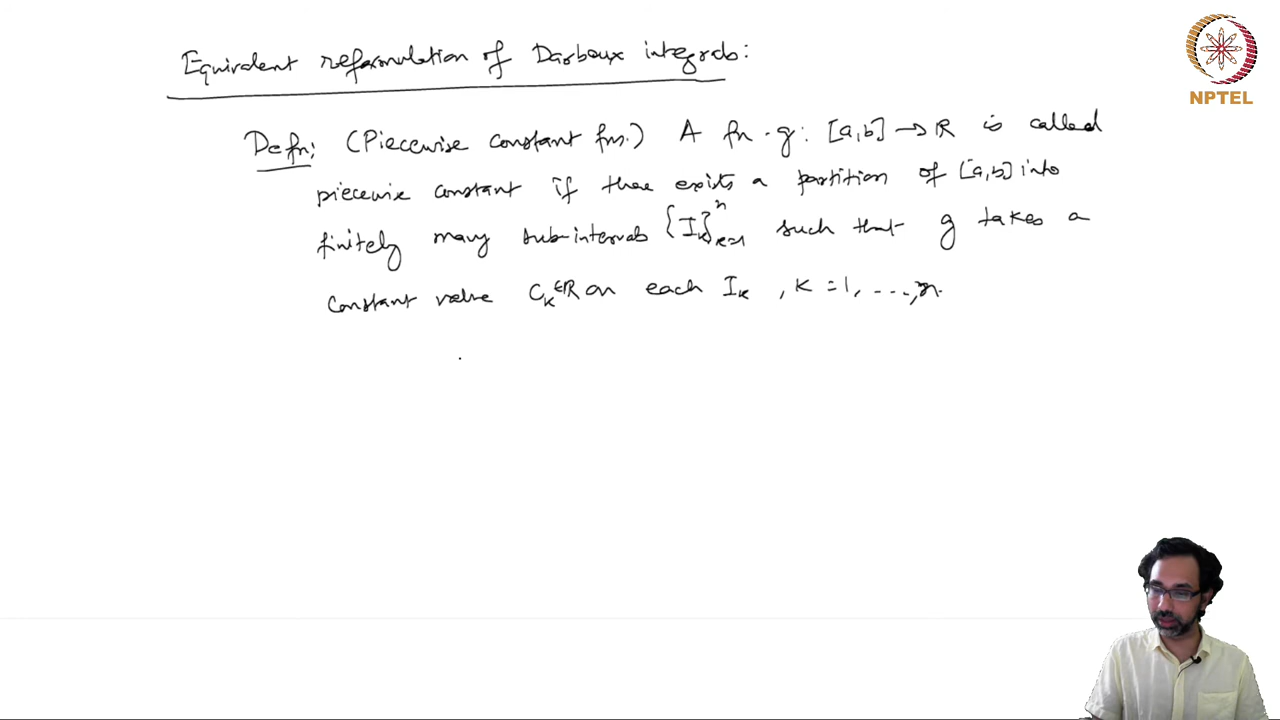 Equivalent reformulation of Darboux integrals:
Defn: (Piecewise constant fns.) A fn. g: [a,b] → ℝ is called
piecewise constant if there exists a partition of [a,b] into
finitely many sub-intervals {I_k}_{k=1}^n such that g takes a
constant value C_k ∈ ℝ on each I_k , k = 1, ..., n.
NPTEL